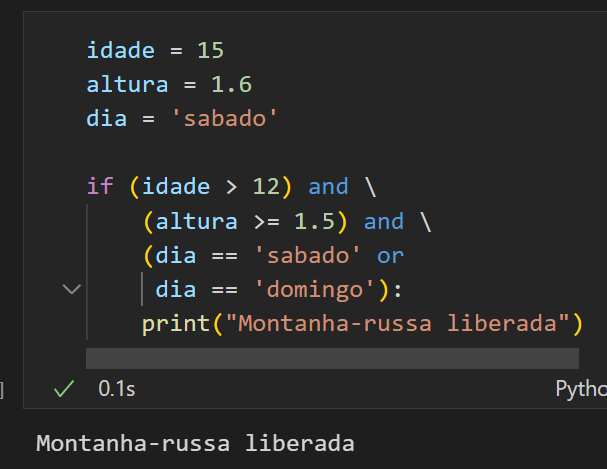 idade = 15
altura = 1.6
dia = 'sabado'
if (idade > 12) and \
(altura >= 1.5) and \
(dia == 'sabado' or
dia == 'domingo'):
print("Montanha-russa liberada")
] 0.1s Pytho
Montanha-russa liberada